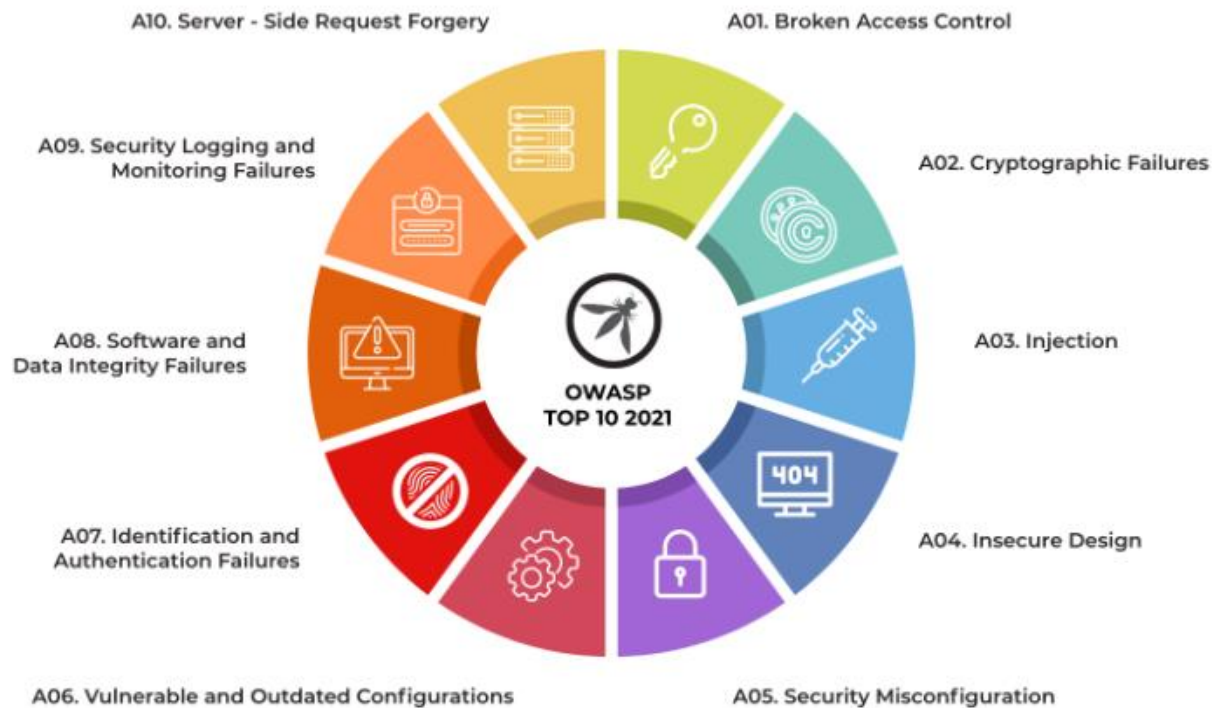 A10. Server - Side Request Forgery
A01. Broken Access Control
A09. Security Logging and
Monitoring Failures
A02. Cryptographic Failures
A08. Software and
Data Integrity Failures
OWASP
TOP 10 2021
A03. Injection
404
A07. Identification and
Authentication Failures
A04. Insecure Design
A06. Vulnerable and Outdated Configurations
A05. Security Misconfiguration